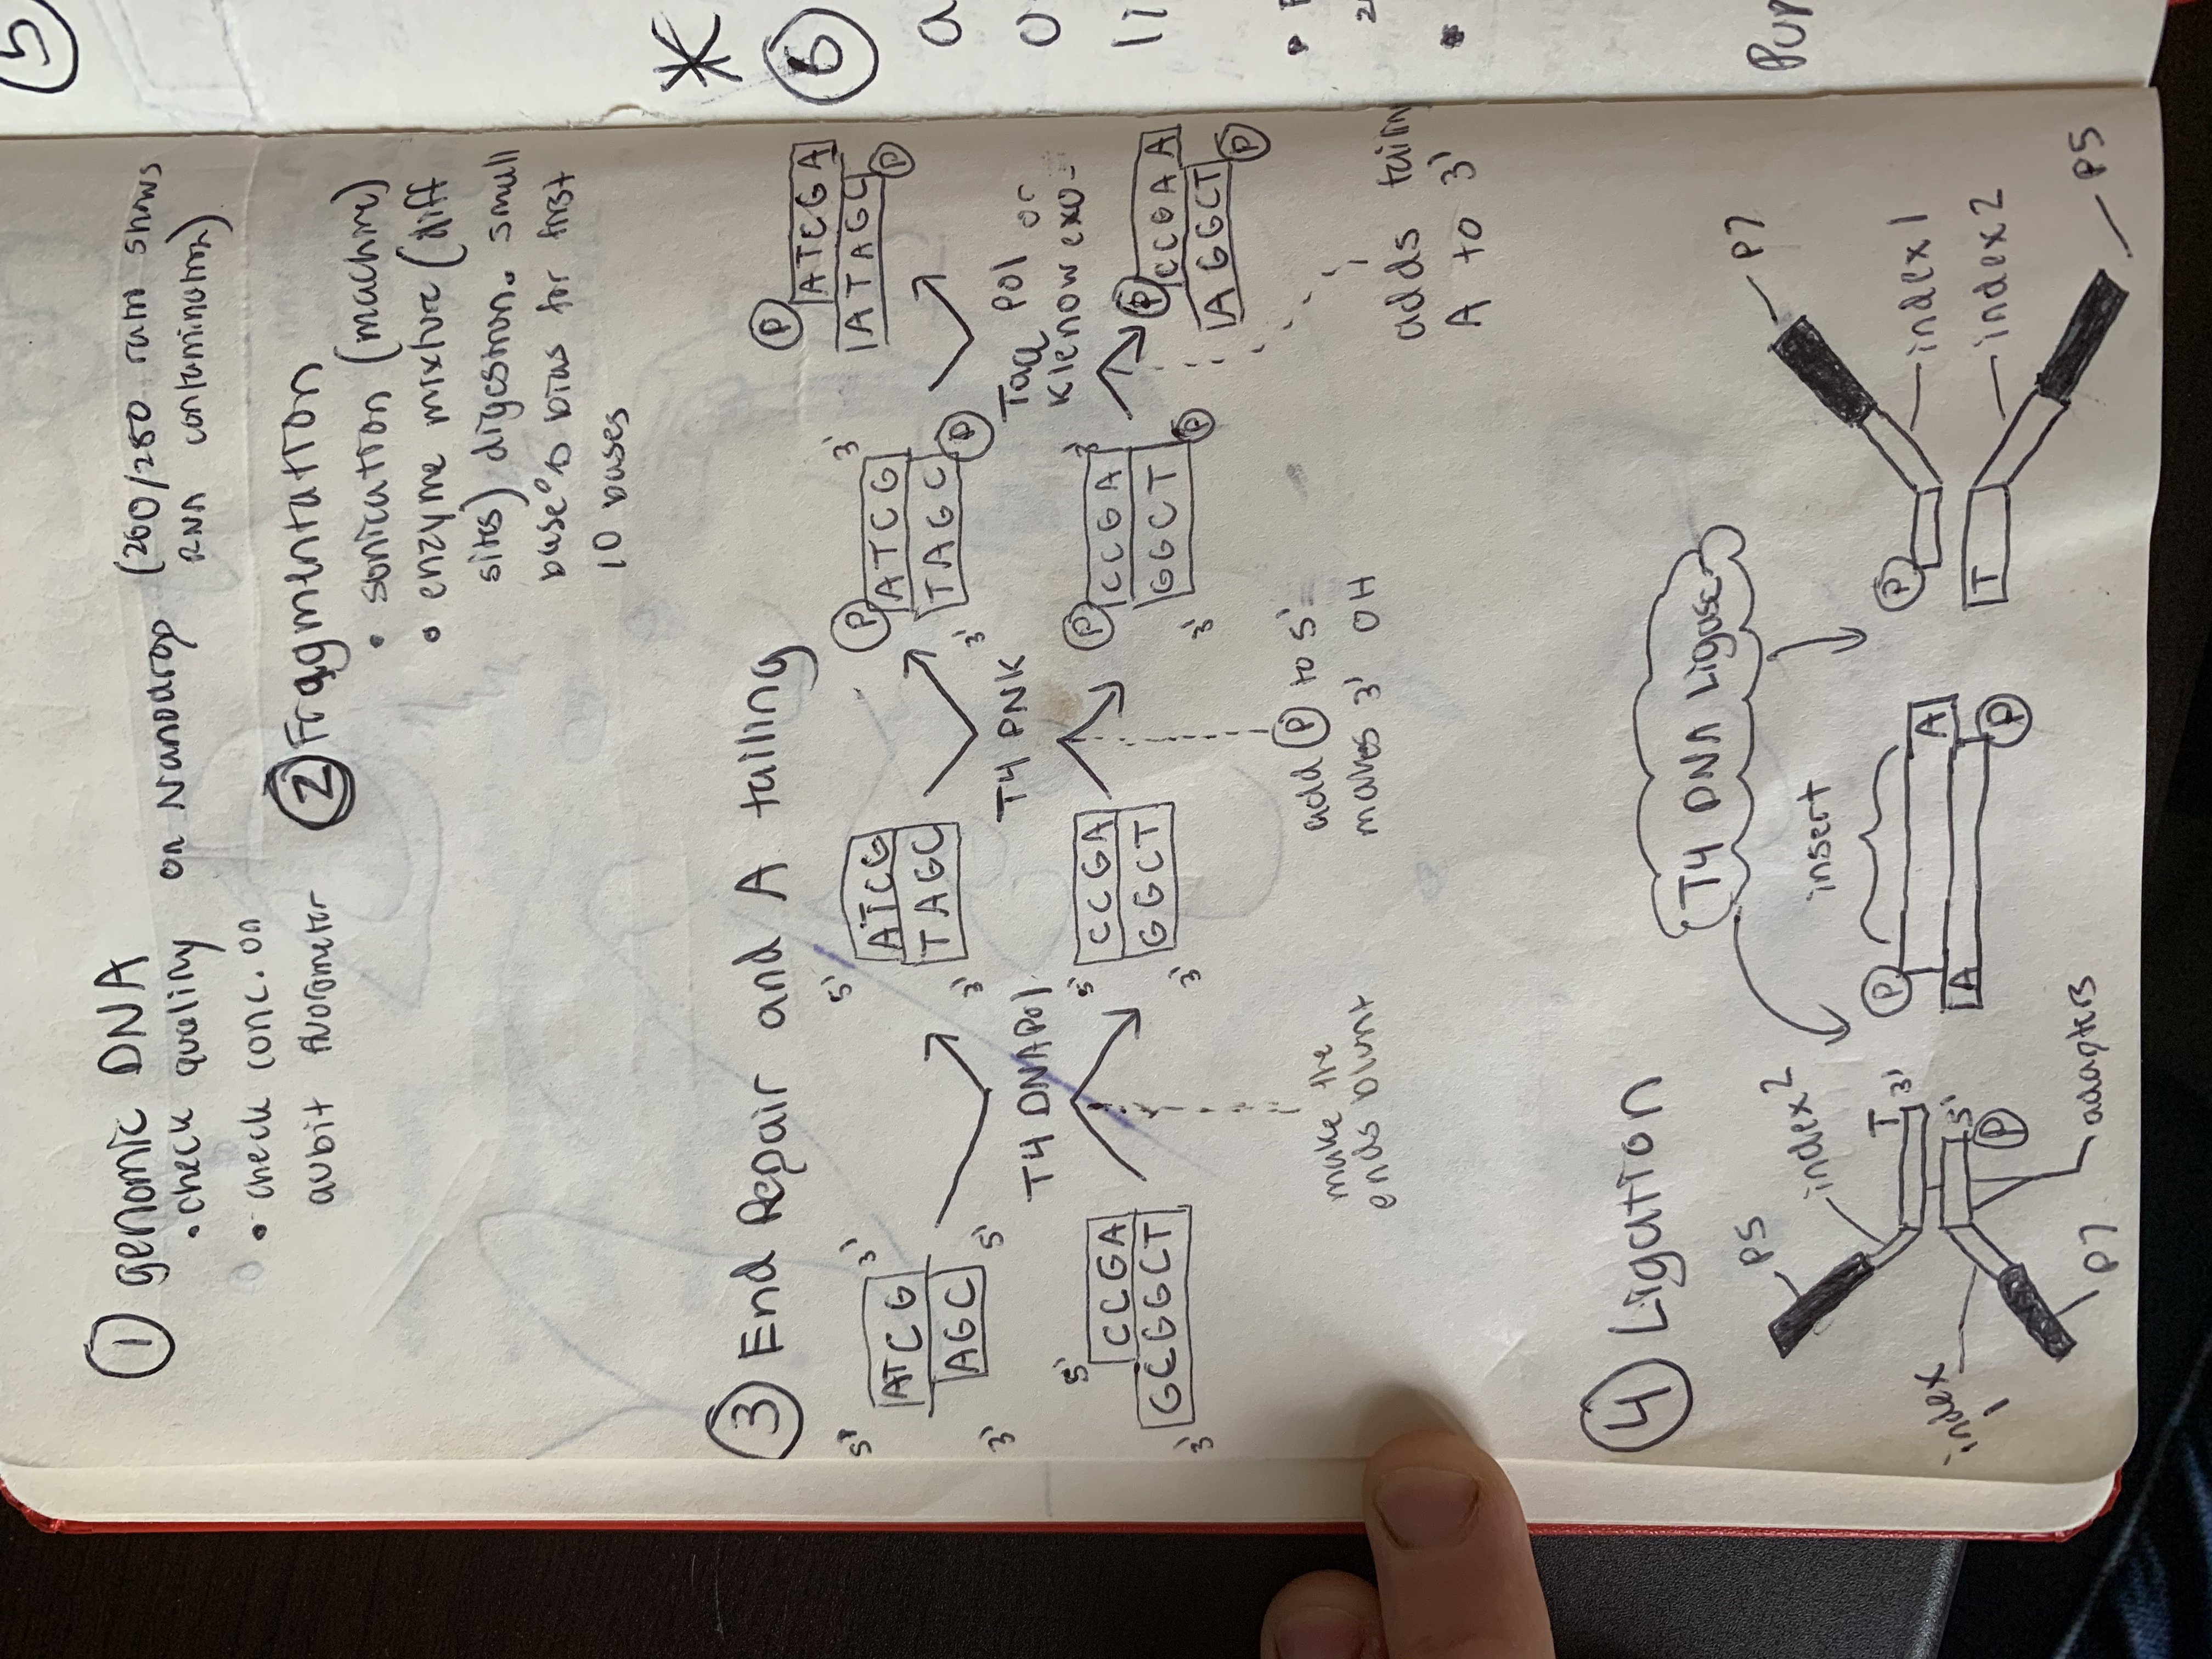 ① genomic DNA
• check quality on Nanodrop (260/280 ratio shows
RNA contamination)
• check conc. on
qubit fluorometer
② Fragmentation
• sonication (machine)
• enzyme mixture (diff
sites) digestion. small
bias for first
10 bases
③ End Repair and A tailing
5' ATCG 3'
3' AGC 5'
5' ATCG
3' TAGC
P ATCG 3'
3' TAGC P
P ATCGA
ATAGC P
T4 DNA Pol
T4 PNK
Taq Pol or
Klenow exo-
5' CCGA
3' GCGGCT
5' CCGA
3' GGCT
P CCGA 3'
3' GGCT P
P CCGAA
AGGCT P
make the
ends blunt
add P to 5'
makes 3' OH
adds
A to 3'
④ Ligation
T4 DNA Ligase
P5
index 2
T 3'
5'
P
index
1
P7
adapters
insert
P
A
A
P
P7
P
index 1
T
index 2
P5
5
*
6
a
li